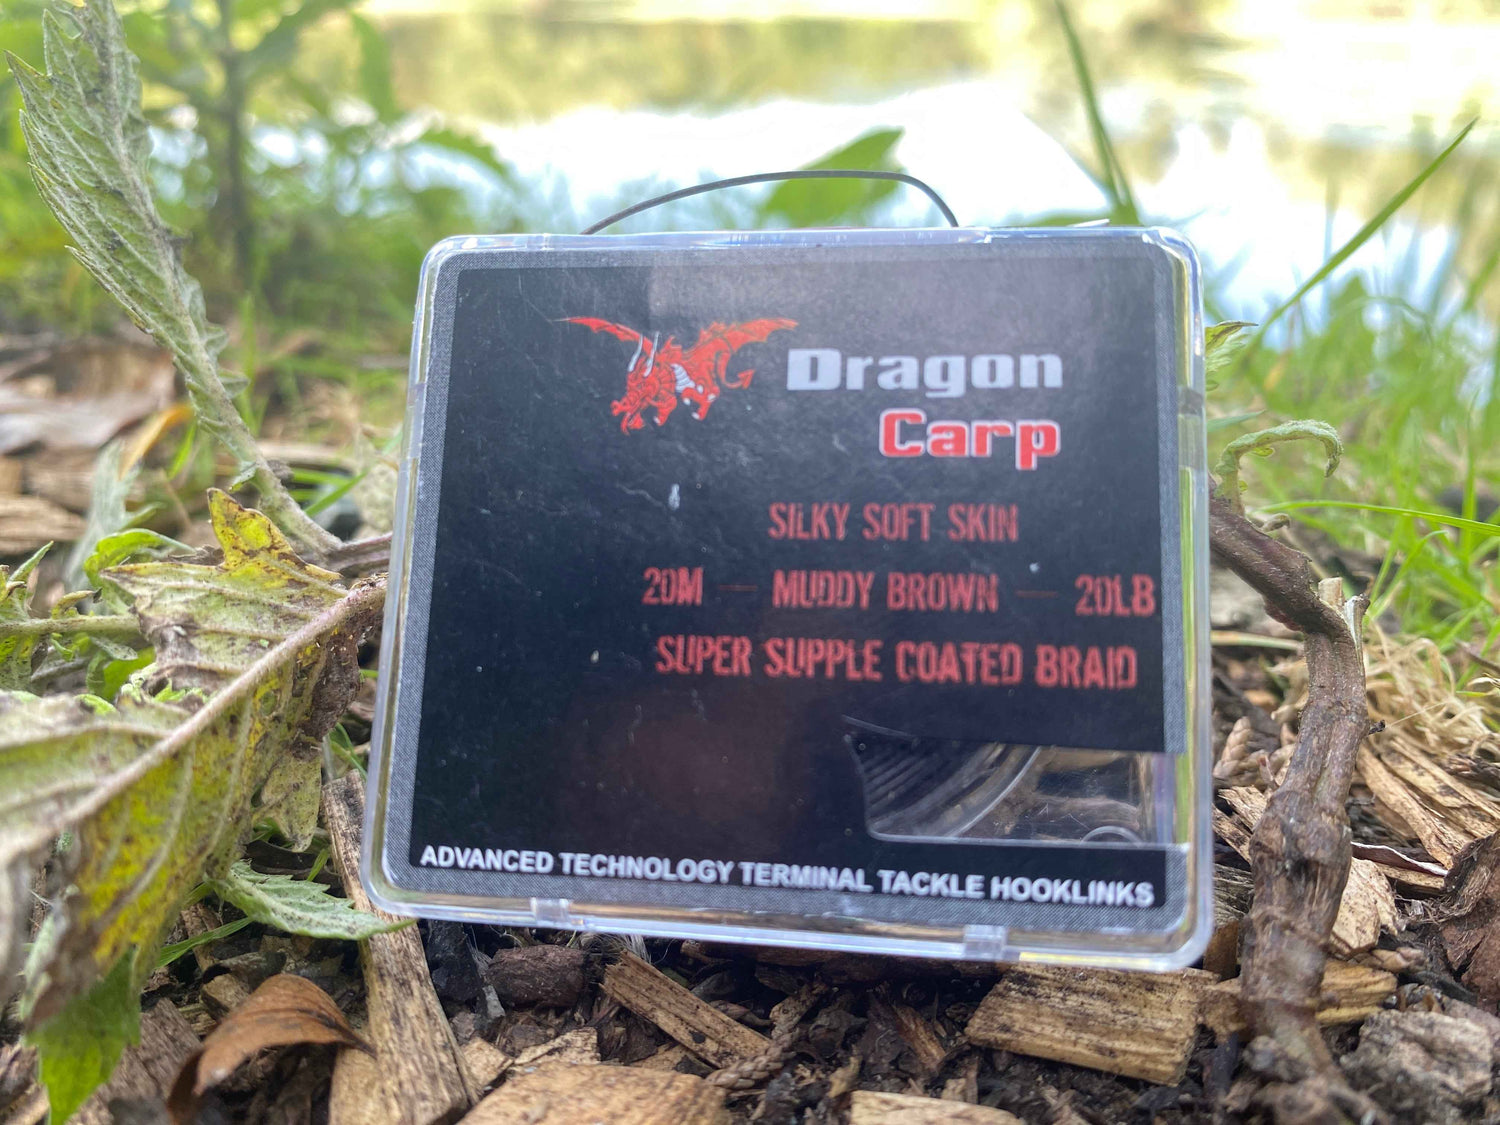 Dragon
Carp
SILKY SOFT SKIN
20M — MUDDY BROWN — 20LB
SUPER SUPPLE COATED BRAID
ADVANCED TECHNOLOGY TERMINAL TACKLE HOOKLINKS